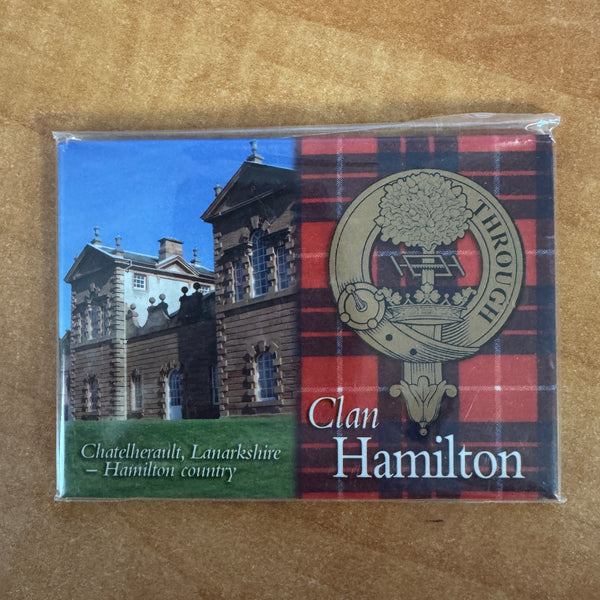 Chatelherault, Lanarkshire
– Hamilton country
THROUGH
Clan
Hamilton